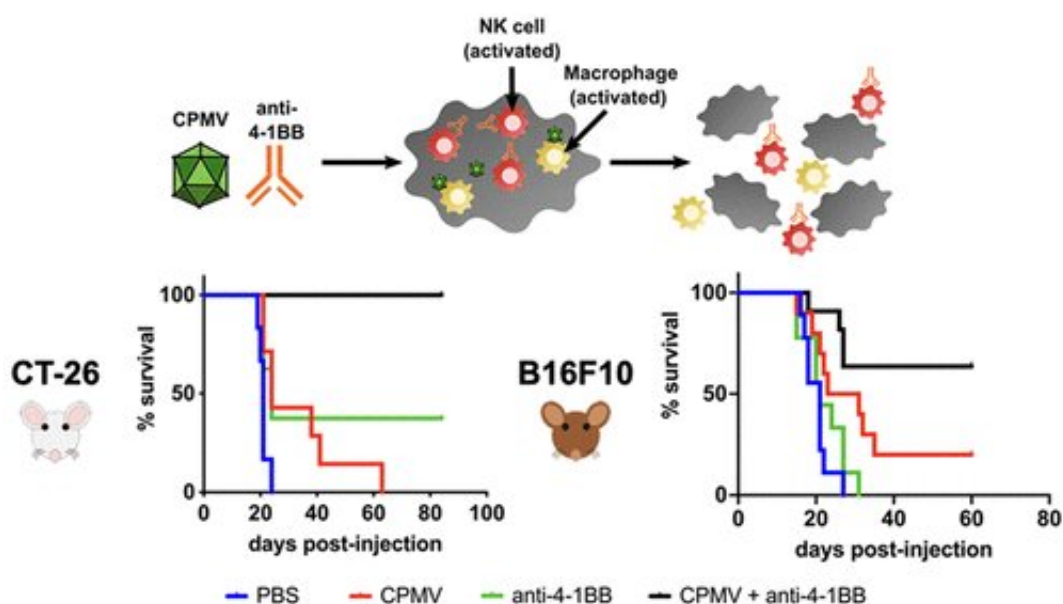 NK cell
(activated)
Macrophage
(activated)
CPMV
anti-
4-1BB
CT-26
% survival
100
50
0
0 20 40 60 80 100
days post-injection
B16F10
% survival
100
50
0
0 20 40 60 80
days post-injection
PBS CPMV anti-4-1BB CPMV + anti-4-1BB